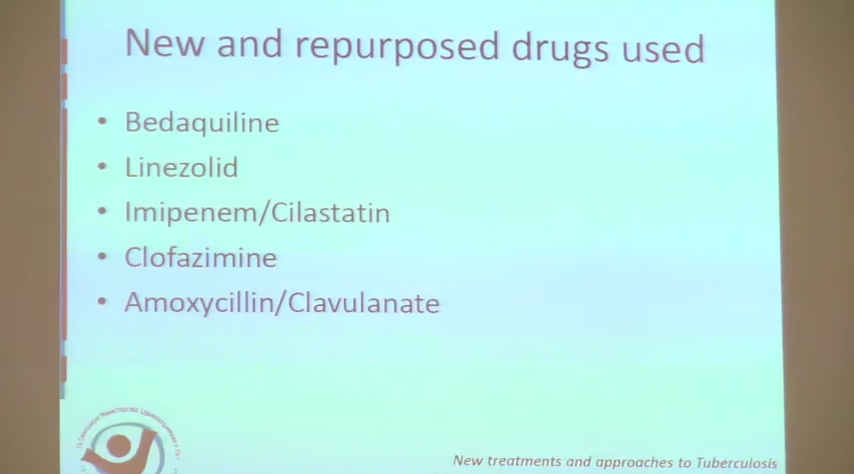 New and repurposed drugs used
• Bedaquiline
• Linezolid
• Imipenem/Cilastatin
• Clofazimine
• Amoxycillin/Clavulanate
New treatments and approaches to Tuberculosis